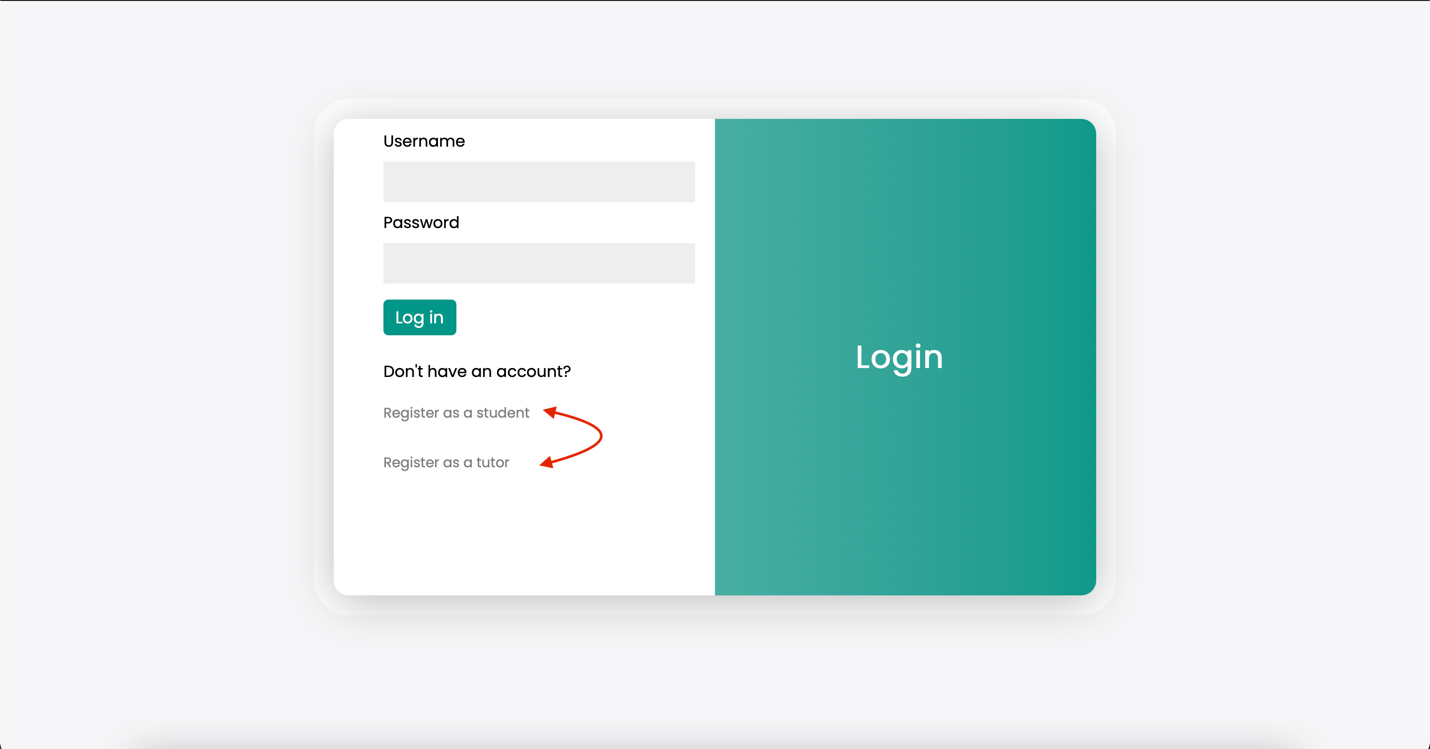 Username
Password
Log in
Don't have an account?
Register as a student
Register as a tutor
Login